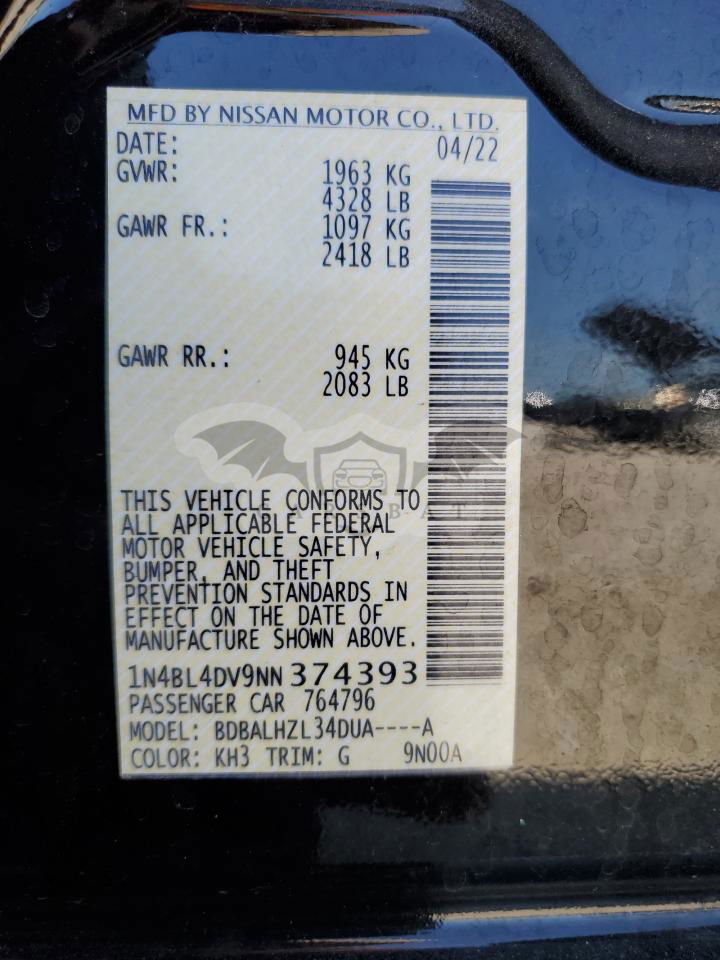 MFD BY NISSAN MOTOR CO., LTD.
DATE: 04/22
GVWR: 1963 KG
4328 LB
GAWR FR.: 1097 KG
2418 LB
GAWR RR.: 945 KG
2083 LB
THIS VEHICLE CONFORMS TO
ALL APPLICABLE FEDERAL
MOTOR VEHICLE SAFETY,
BUMPER, AND THEFT
PREVENTION STANDARDS IN
EFFECT ON THE DATE OF
MANUFACTURE SHOWN ABOVE.
1N4BL4DV9NN374393
PASSENGER CAR 764796
MODEL: BDBALHZL34DUA----A
COLOR: KH3 TRIM: G 9N00A